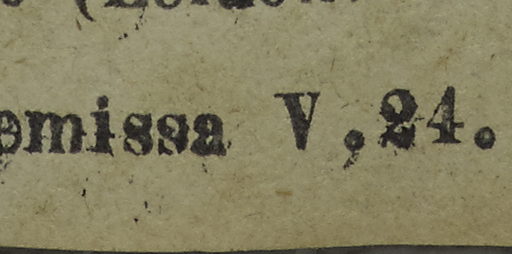 emissa V,24.